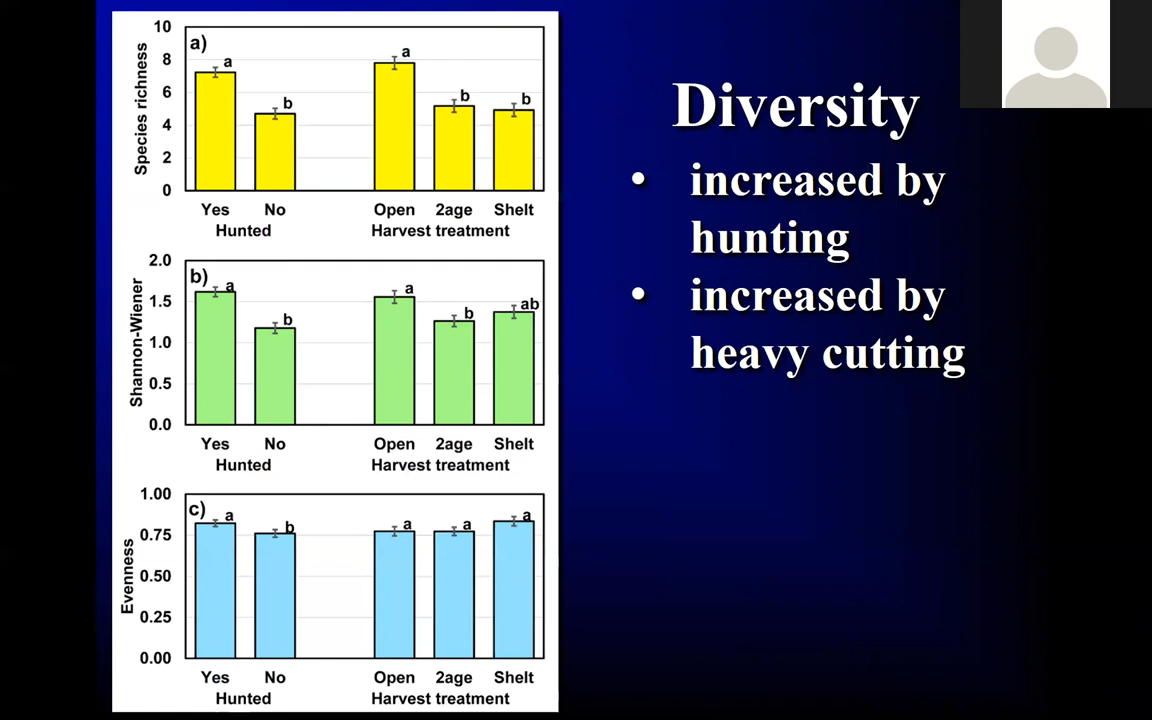 10
8
6
4
2
0
Species richness
a)
a
b
a
b
b
Yes No Open 2age Shelt
Hunted Harvest treatment
2.0
1.5
1.0
0.5
0.0
Shannon-Wiener
b)
a
b
a
b
ab
Yes No Open 2age Shelt
Hunted Harvest treatment
1.00
0.75
0.50
0.25
0.00
Evenness
c)
a
b
a
a
a
Yes No Open 2age Shelt
Hunted Harvest treatment
Diversity
• increased by
hunting
• increased by
heavy cutting